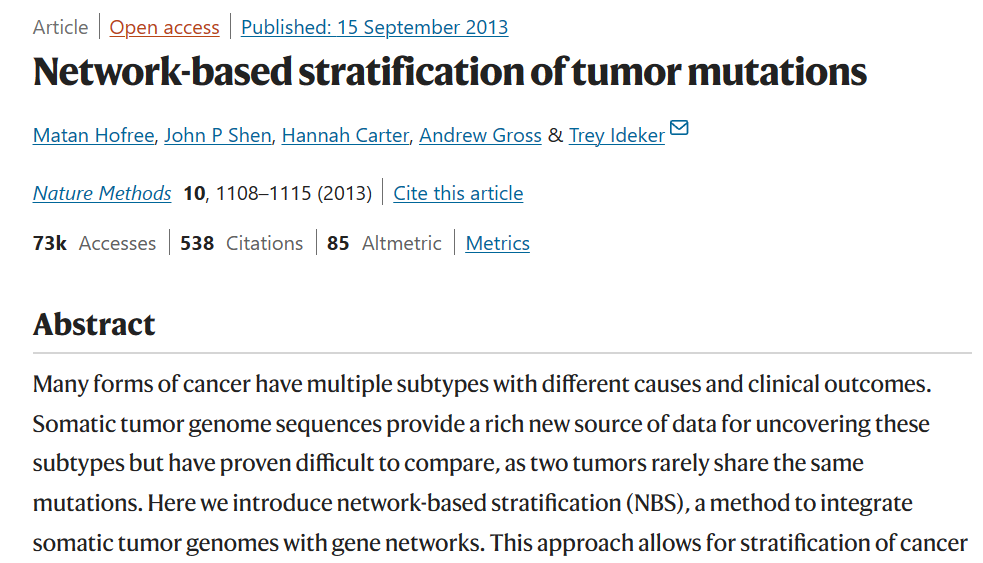 Article Open access Published: 15 September 2013
Network-based stratification of tumor mutations
Matan Hofree, John P Shen, Hannah Carter, Andrew Gross & Trey Ideker
Nature Methods 10, 1108–1115 (2013) Cite this article
73k Accesses 538 Citations 85 Altmetric Metrics
Abstract
Many forms of cancer have multiple subtypes with different causes and clinical outcomes.
Somatic tumor genome sequences provide a rich new source of data for uncovering these
subtypes but have proven difficult to compare, as two tumors rarely share the same
mutations. Here we introduce network-based stratification (NBS), a method to integrate
somatic tumor genomes with gene networks. This approach allows for stratification of cancer